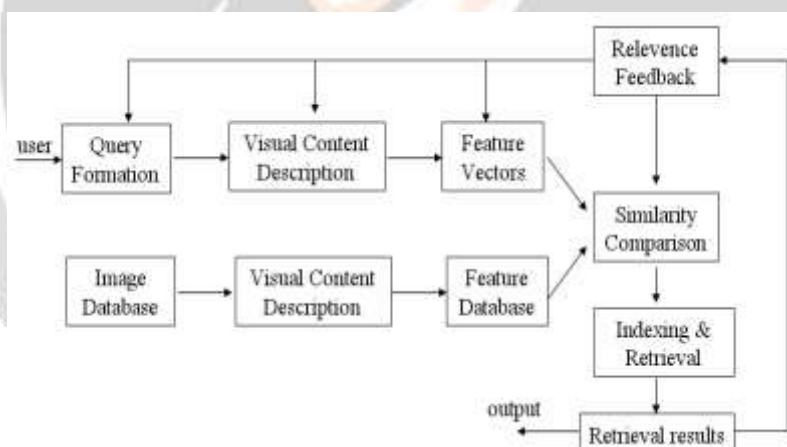 Relevence
Feedback
user
Query
Formation
Visual Content
Description
Feature
Vectors
Similarity
Comparison
Image
Database
Visual Content
Description
Feature
Database
Indexing &
Retrieval
output
Retrieval results